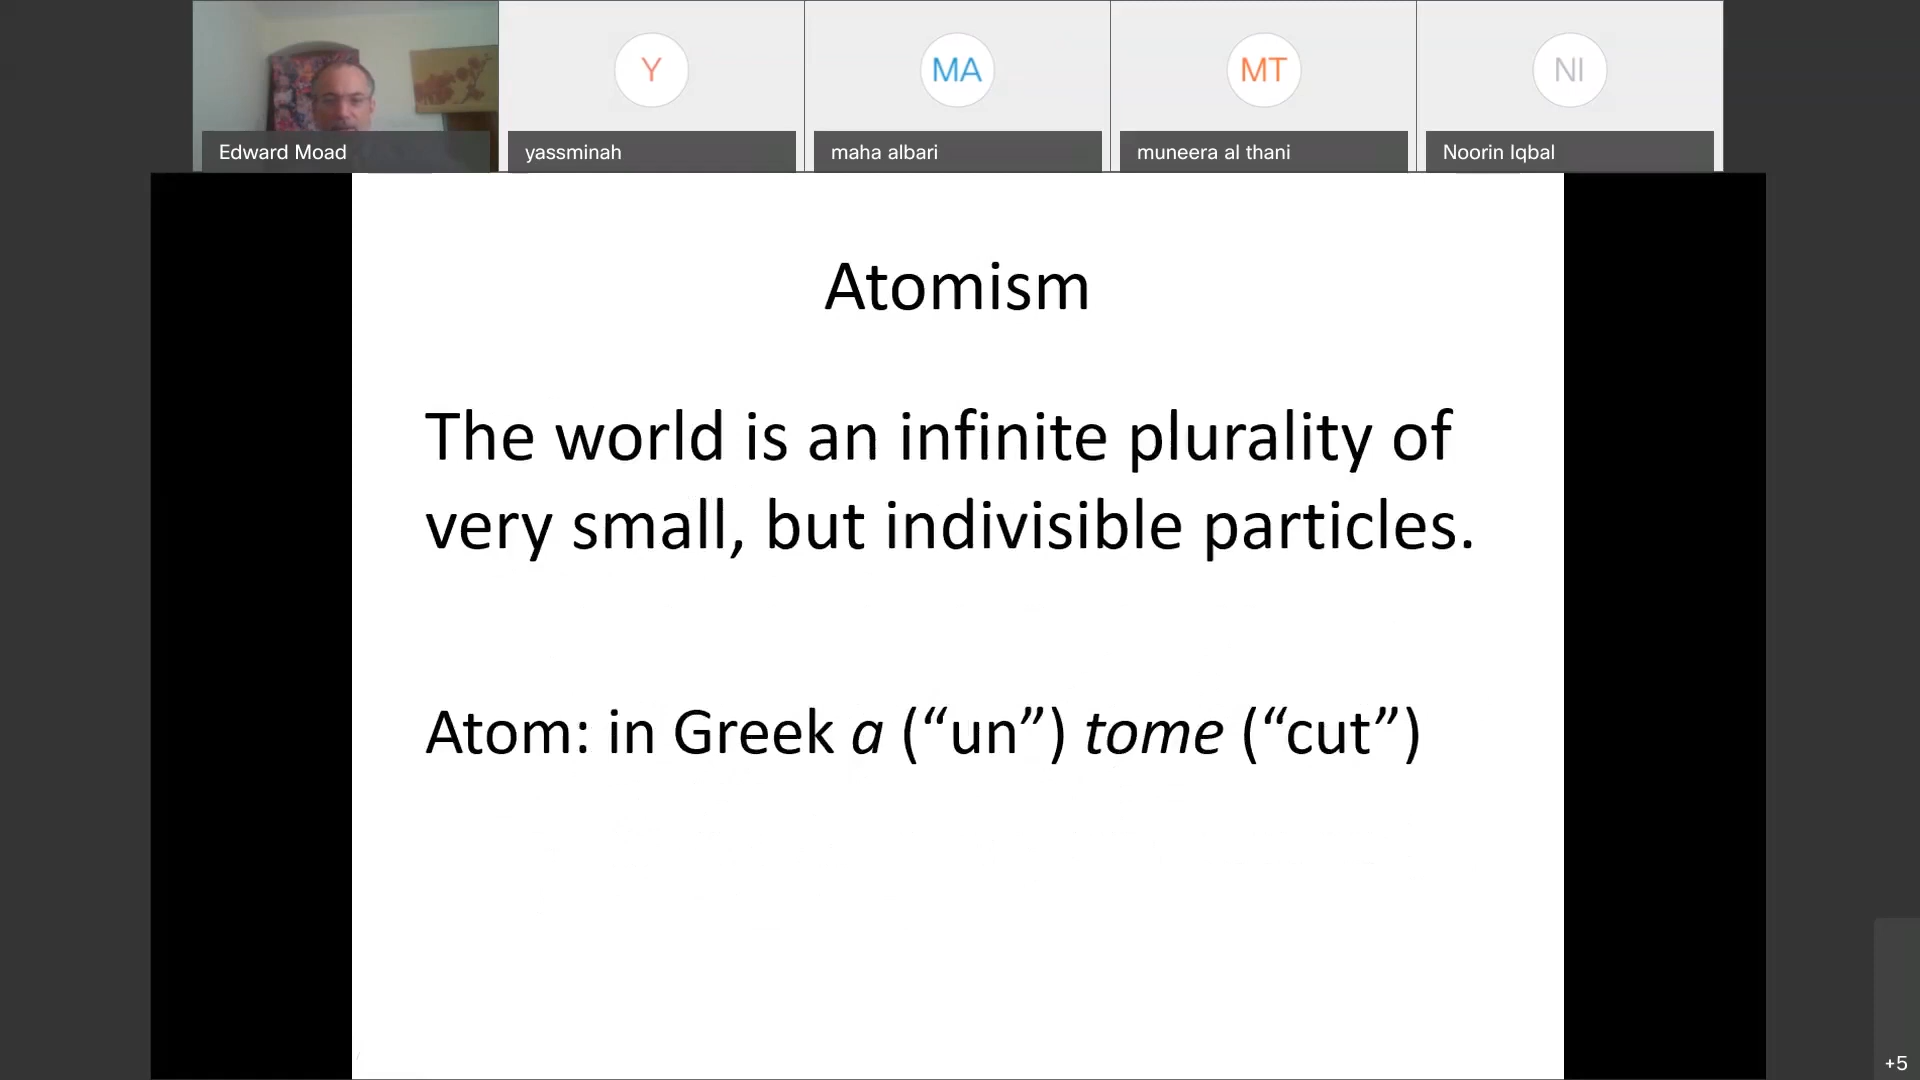 Y
MA
MT
NI
Edward Moad
yassminah
maha albari
muneera al thani
Noorin Iqbal
Atomism
The world is an infinite plurality of
very small, but indivisible particles.
Atom: in Greek a (“un”) tome (“cut”)
+5